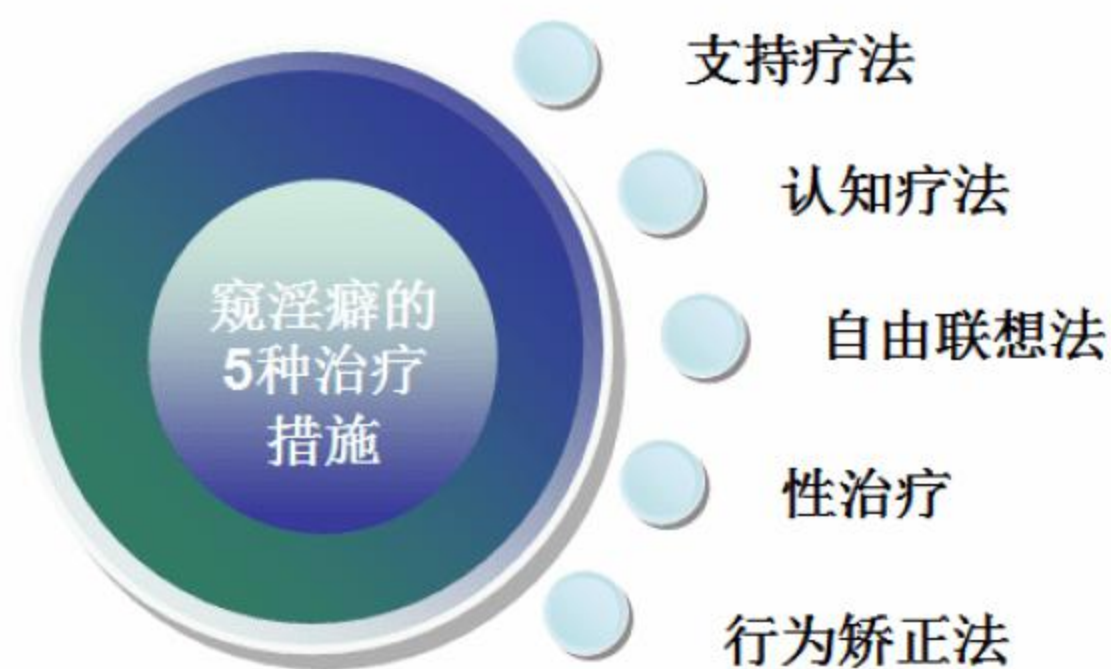 窥淫癖的
5种治疗
措施
支持疗法
认知疗法
自由联想法
性治疗
行为矫正法